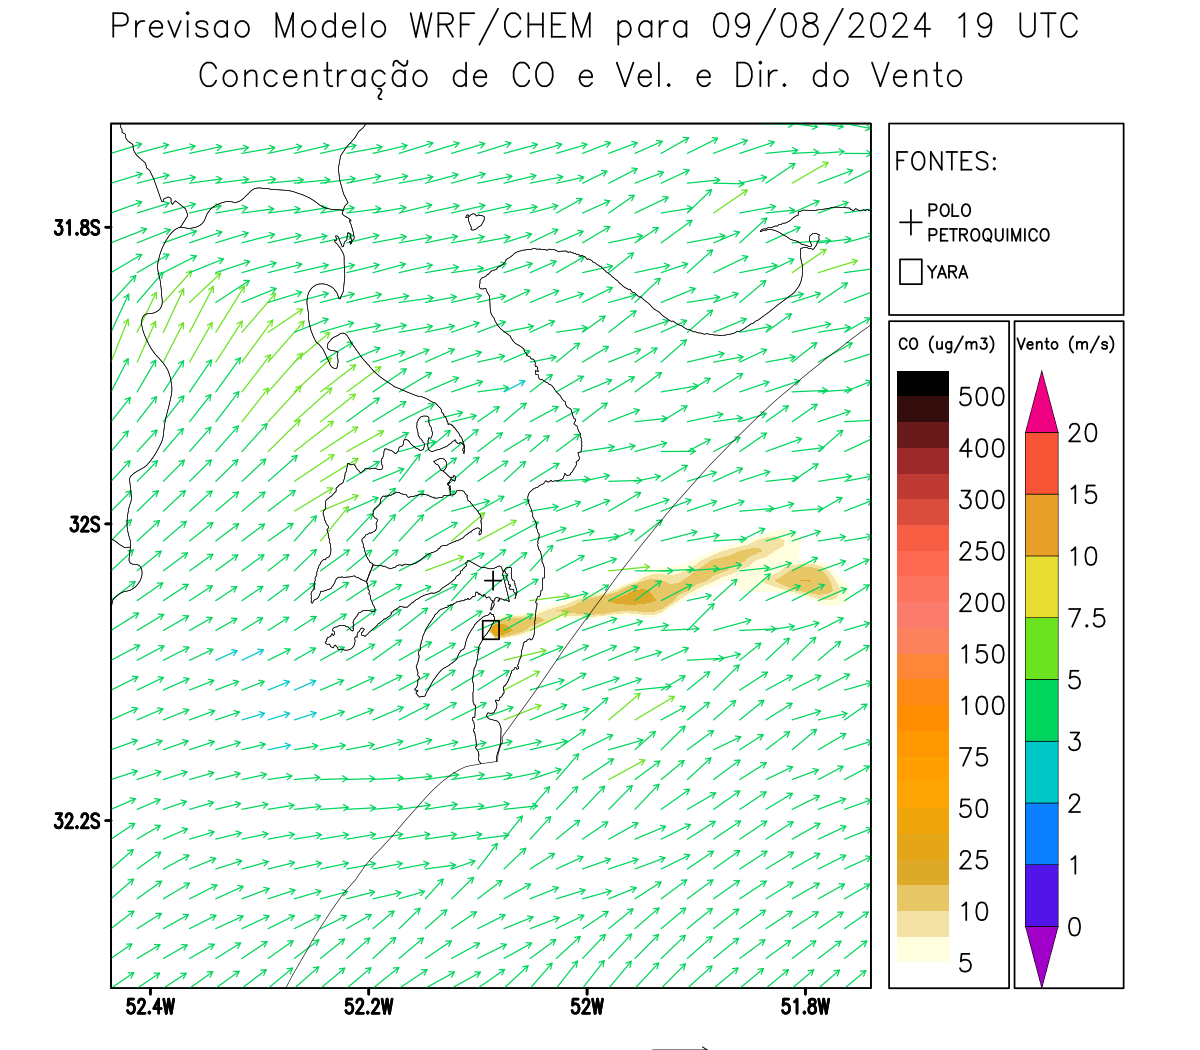 Previsao Modelo WRF/CHEM para 09/08/2024 19 UTC
Concentração de CO e Vel. e Dir. do Vento
FONTES:
POLO
PETROQUIMICO
YARA
31.8S
32S
32.2S
52.4W
52.2W
52W
51.8W
CO (ug/m3)
500
400
300
250
200
150
100
75
50
25
10
5
Vento (m/s)
20
15
10
7.5
5
3
2
1
0